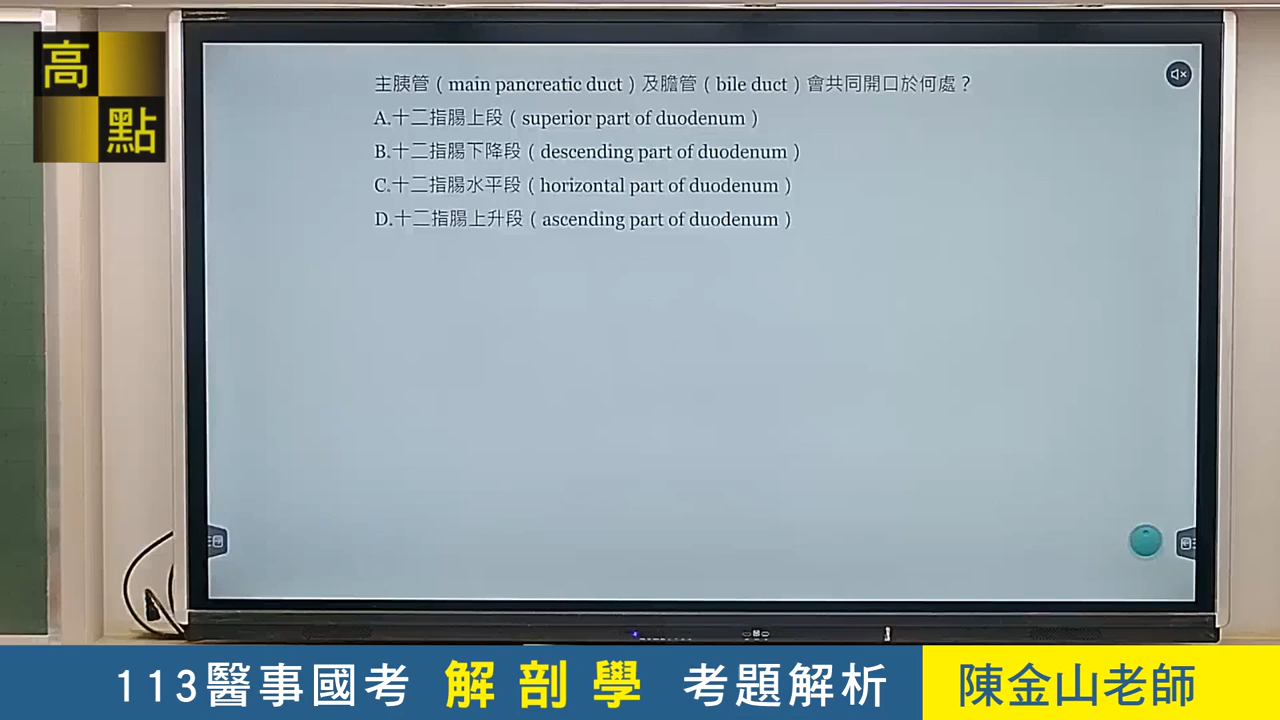 高
點
主胰管（main pancreatic duct）及膽管（bile duct）會共同開口於何處？
A.十二指腸上段（superior part of duodenum）
B.十二指腸下降段（descending part of duodenum）
C.十二指腸水平段（horizontal part of duodenum）
D.十二指腸上升段（ascending part of duodenum）
113醫事國考 解剖學 考題解析 陳金山老師